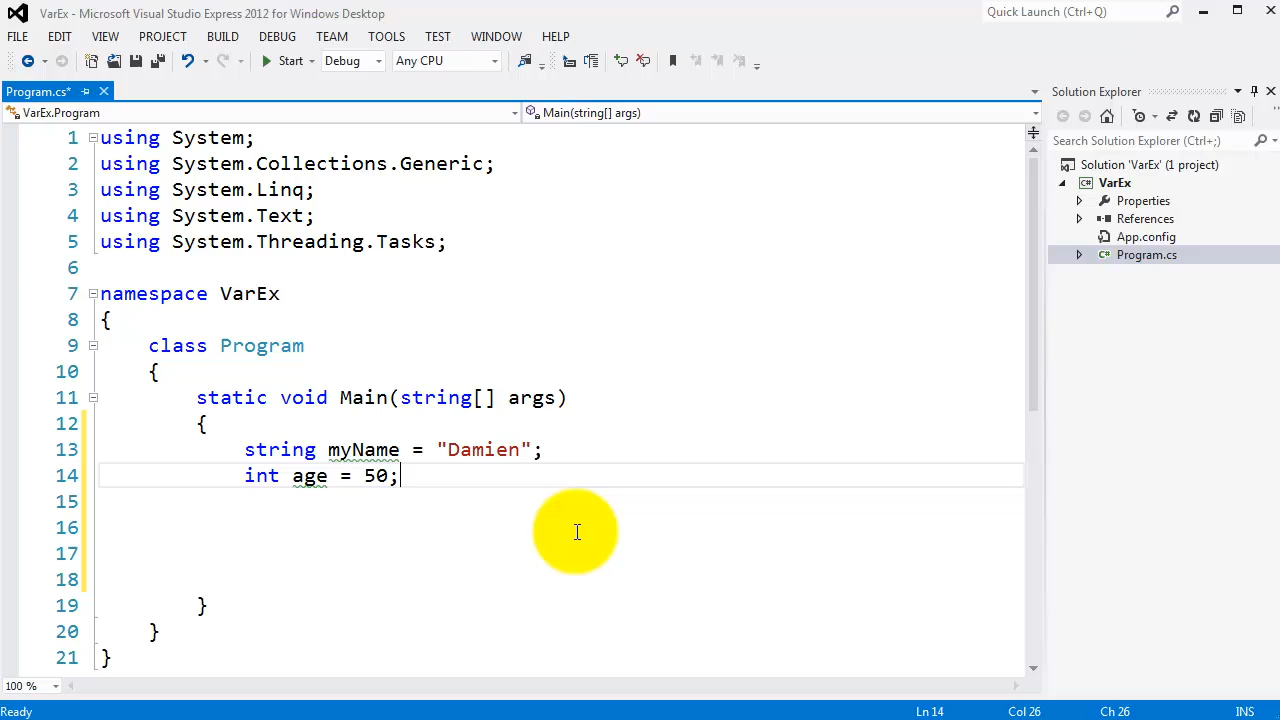 VarEx - Microsoft Visual Studio Express 2012 for Windows Desktop
Quick Launch (Ctrl+Q)
FILE EDIT VIEW PROJECT BUILD DEBUG TEAM TOOLS TEST WINDOW HELP
Start Debug Any CPU
Program.cs*
Solution Explorer
VarEx.Program
Main(string[] args)
Search Solution Explorer (Ctrl+;)
Solution 'VarEx' (1 project)
VarEx
Properties
References
App.config
Program.cs
1 using System;
2 using System.Collections.Generic;
3 using System.Linq;
4 using System.Text;
5 using System.Threading.Tasks;
6
7 namespace VarEx
8 {
9 class Program
10 {
11 static void Main(string[] args)
12 {
13 string myName = "Damien";
14 int age = 50;
15
16
17
18
19 }
20 }
21 }
100 %
Ready Ln 14 Col 26 Ch 26 INS